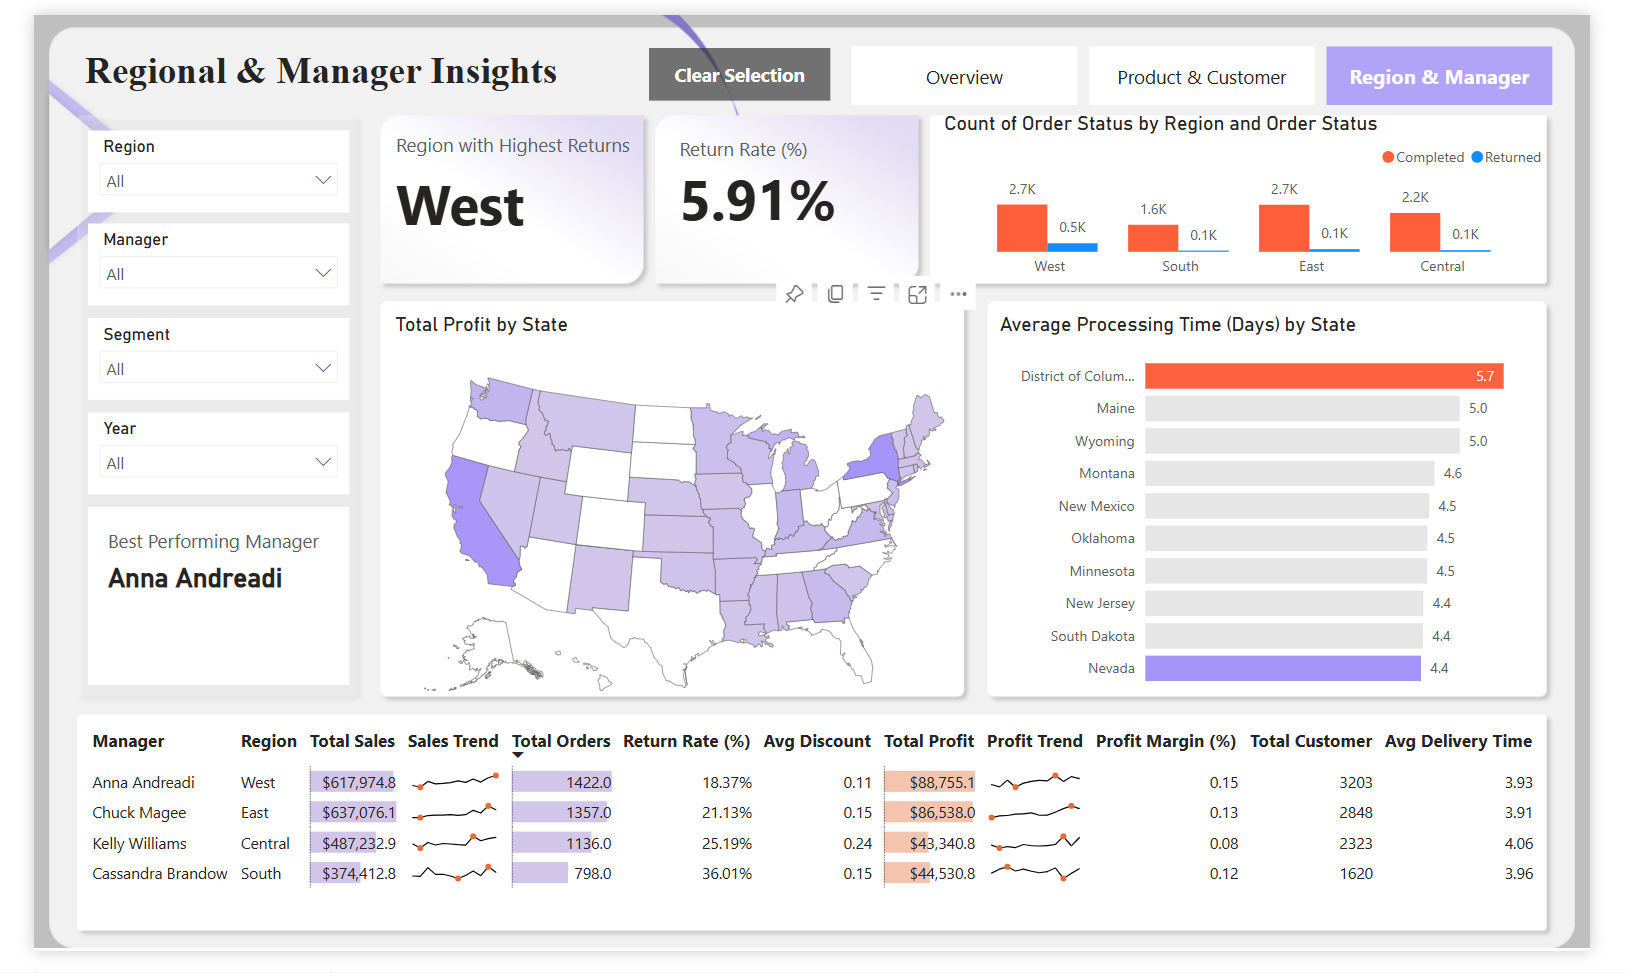 Regional & Manager Insights
Clear Selection
Overview
Product & Customer
Region & Manager
Region
All
Manager
All
Segment
All
Year
All
Best Performing Manager
Anna Andreadi
Region with Highest Returns
West
Return Rate (%)
5.91%
Count of Order Status by Region and Order Status
Completed Returned
2.7K 0.5K 1.6K 0.1K 2.7K 0.1K 2.2K 0.1K
West South East Central
Total Profit by State
Average Processing Time (Days) by State
District of Colum... 5.7
Maine 5.0
Wyoming 5.0
Montana 4.6
New Mexico 4.5
Oklahoma 4.5
Minnesota 4.5
New Jersey 4.4
South Dakota 4.4
Nevada 4.4
Manager Region Total Sales Sales Trend Total Orders Return Rate (%) Avg Discount Total Profit Profit Trend Profit Margin (%) Total Customer Avg Delivery Time
Anna Andreadi West $617,974.8 1422.0 18.37% 0.11 $88,755.1 0.15 3203 3.93
Chuck Magee East $637,076.1 1357.0 21.13% 0.15 $86,538.0 0.13 2848 3.91
Kelly Williams Central $487,232.9 1136.0 25.19% 0.24 $43,340.8 0.08 2323 4.06
Cassandra Brandow South $374,412.8 798.0 36.01% 0.15 $44,530.8 0.12 1620 3.96